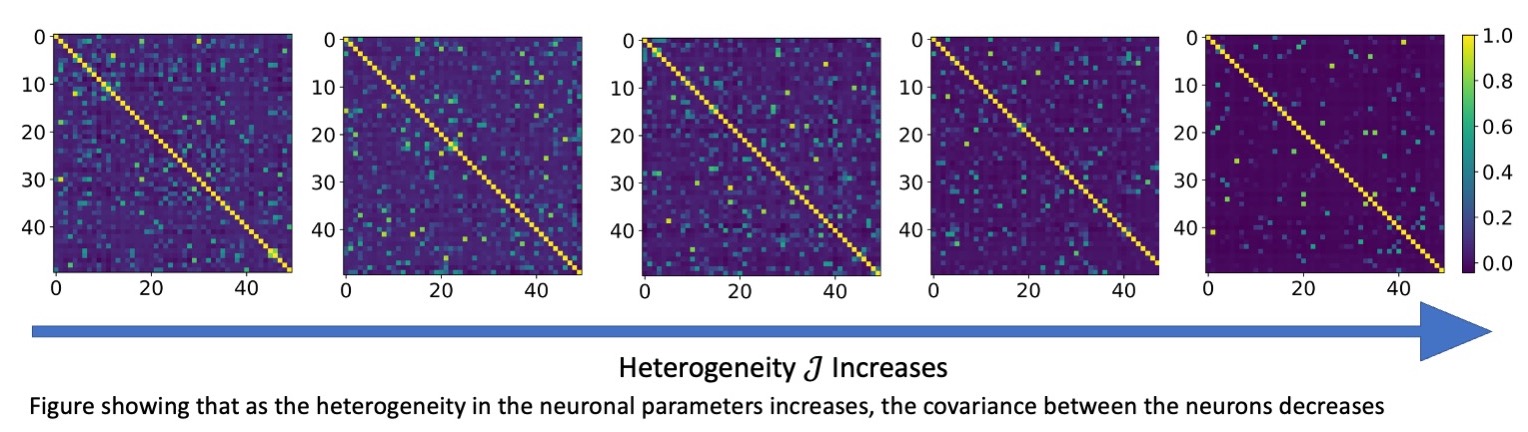 0 10 20 30 40
0 20 40
0 10 20 30 40
0 20 40
0 10 20 30 40
0 20 40
0 10 20 30 40
0 20 40
0 10 20 30 40
0 20 40
1.0
0.8
0.6
0.4
0.2
0.0
Heterogeneity 𝒥 Increases
Figure showing that as the heterogeneity in the neuronal parameters increases, the covariance between the neurons decreases